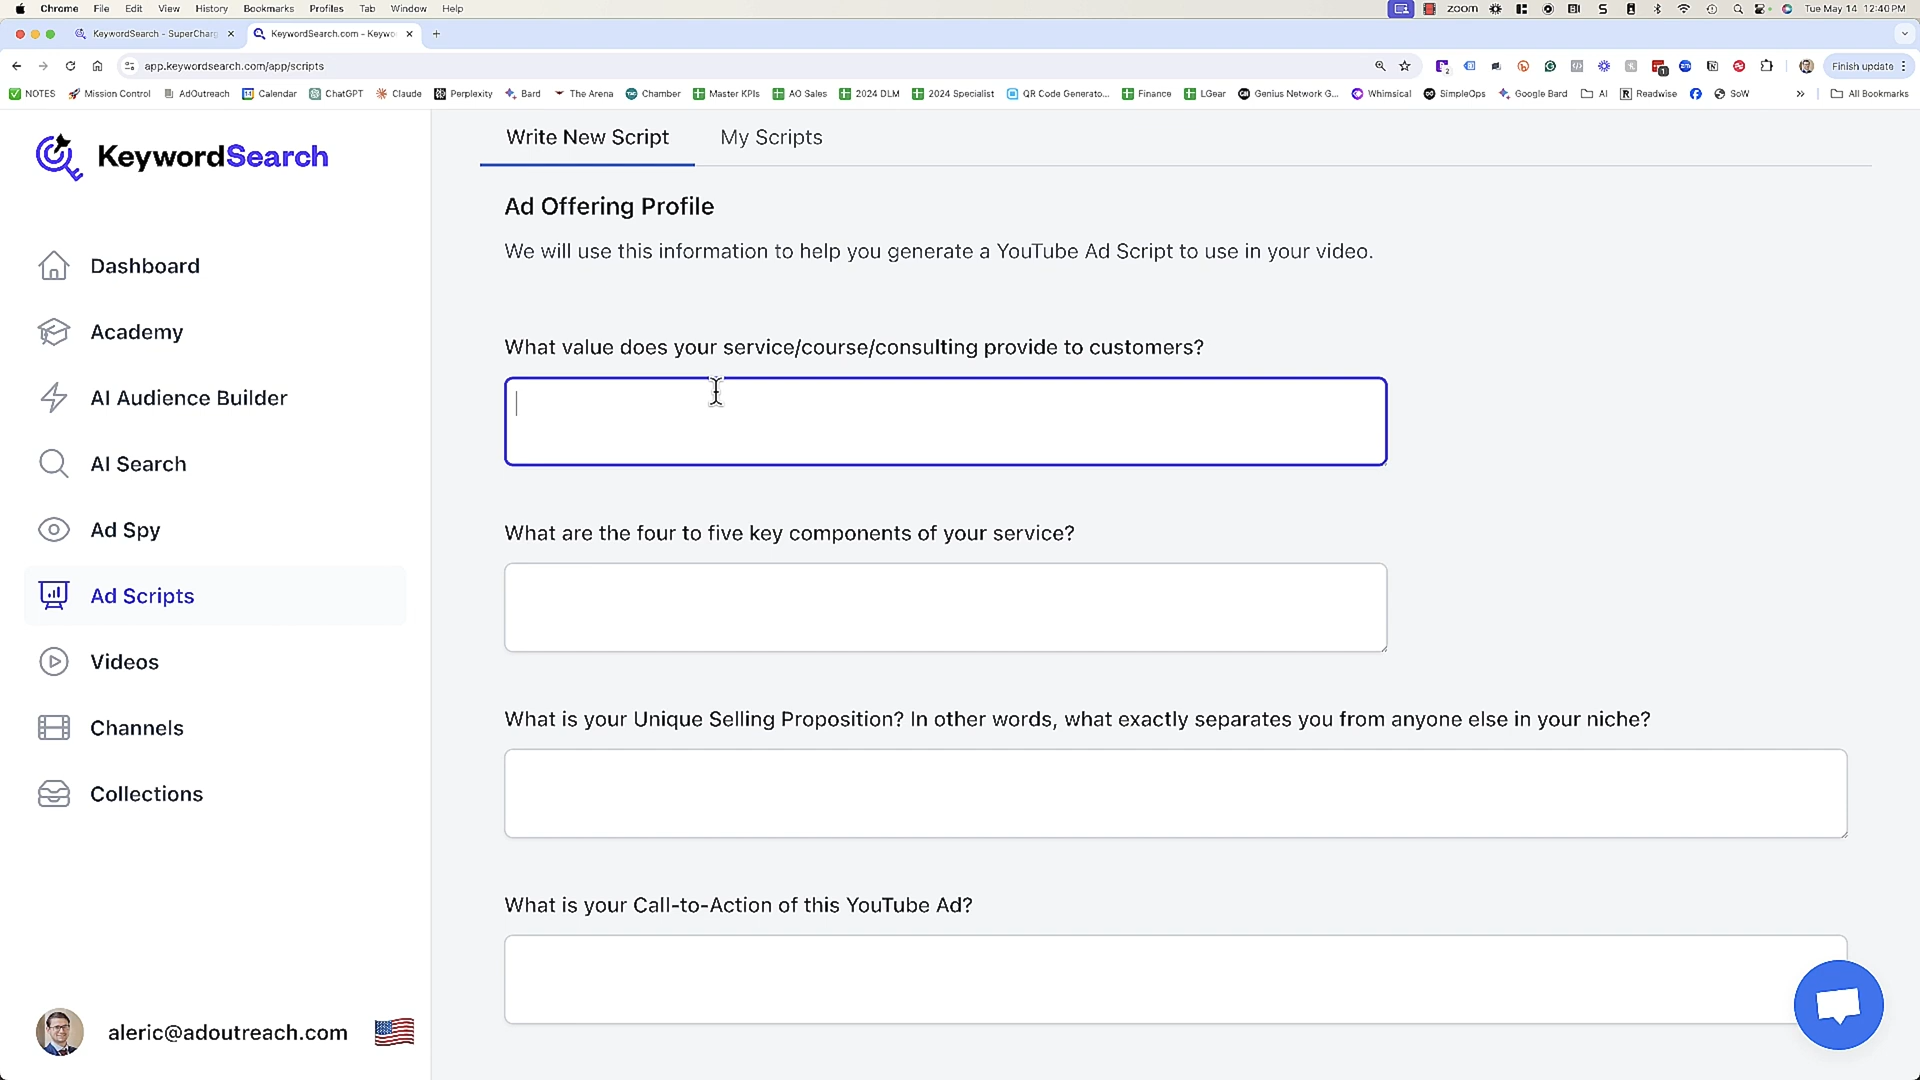 Chrome File Edit View History Bookmarks Profiles Tab Window Help zoom Tue May 14 12:40 PM
KeywordSearch - SuperCharg
KeywordSearch.com - Keywo
app.keywordsearch.com/app/scripts
Finish update
NOTES Mission Control AdOutreach Calendar ChatGPT Claude Perplexity Bard The Arena Chamber Master KPIs AO Sales 2024 DLM 2024 Specialist QR Code Generato... Finance LGear Genius Network G... Whimsical SimpleOps Google Bard AI Readwise SoW All Bookmarks
KeywordSearch
Dashboard
Academy
AI Audience Builder
AI Search
Ad Spy
Ad Scripts
Videos
Channels
Collections
aleric@adoutreach.com
Write New Script My Scripts
Ad Offering Profile
We will use this information to help you generate a YouTube Ad Script to use in your video.
What value does your service/course/consulting provide to customers?
What are the four to five key components of your service?
What is your Unique Selling Proposition? In other words, what exactly separates you from anyone else in your niche?
What is your Call-to-Action of this YouTube Ad?